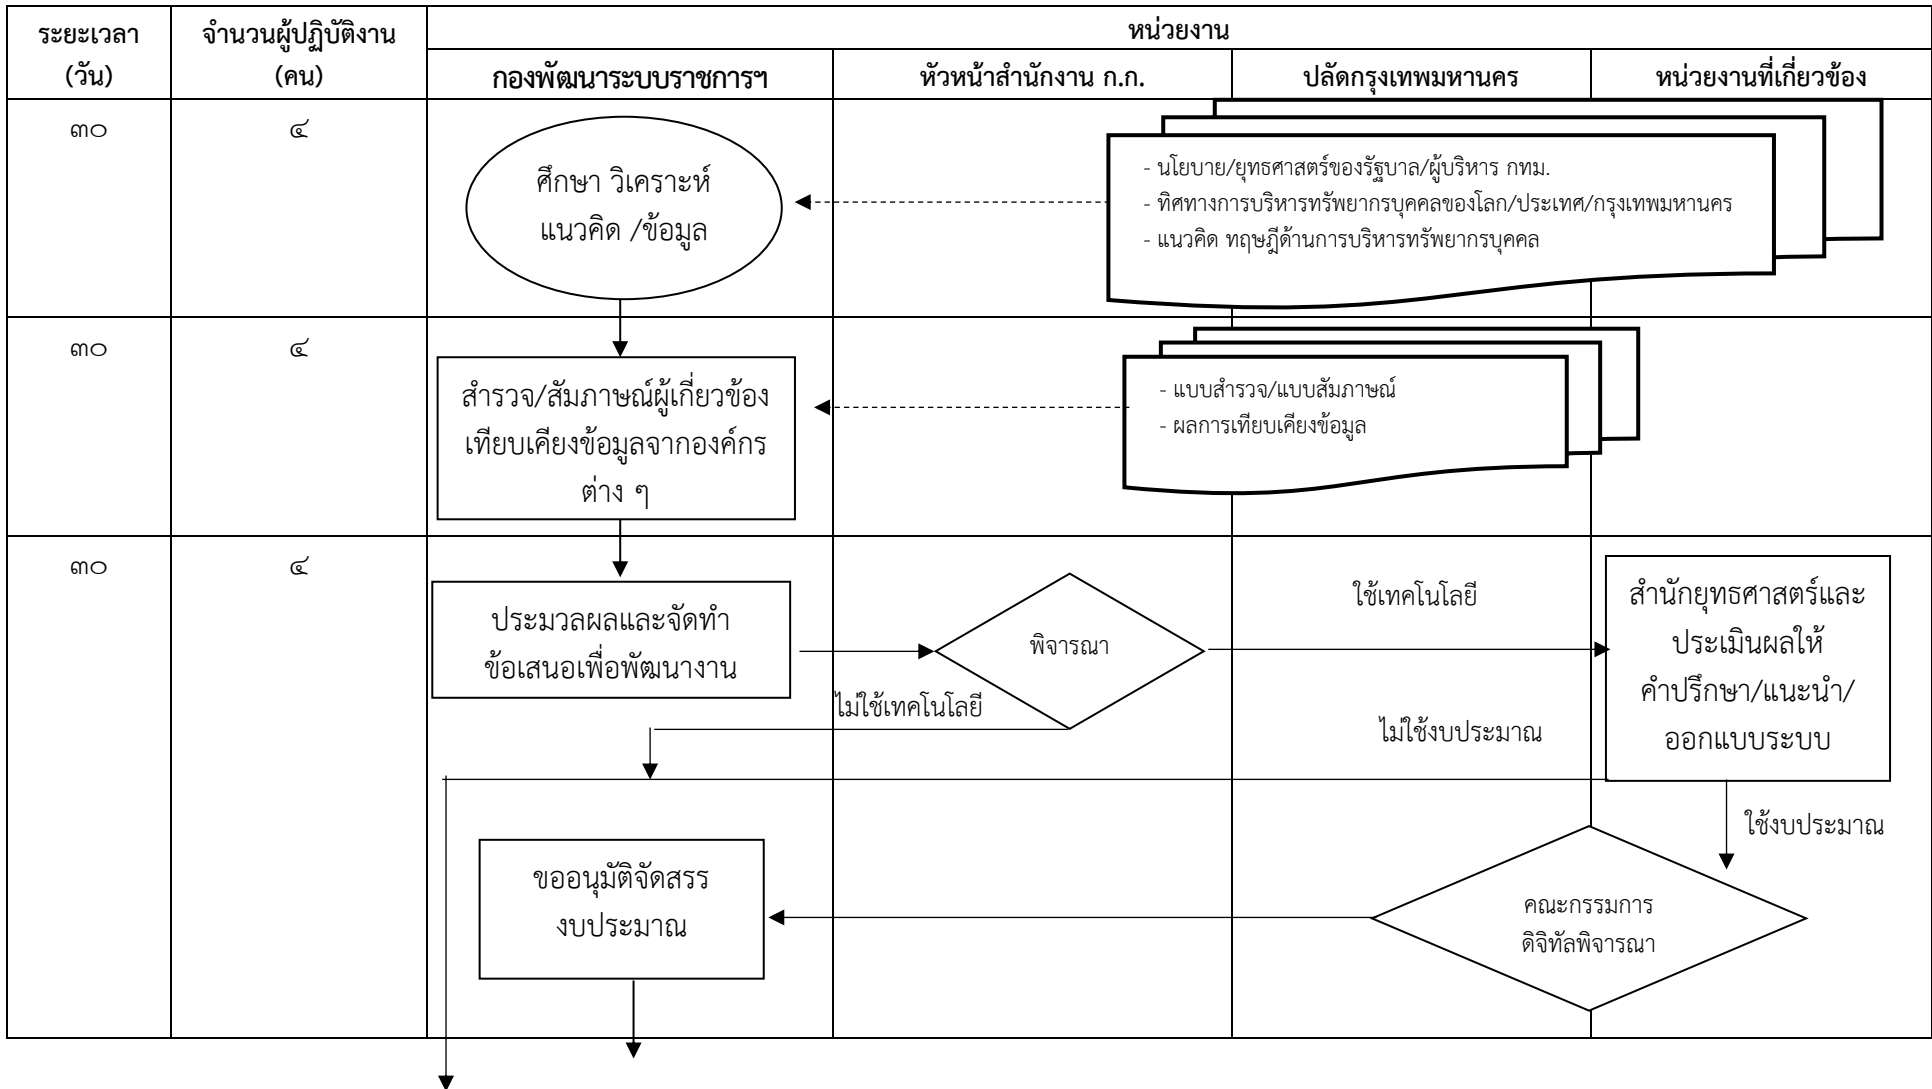 ระยะเวลา
(วัน)
จำนวนผู้ปฏิบัติงาน
(คน)
หน่วยงาน
กองพัฒนาระบบราชการฯ
หัวหน้าสำนักงาน ก.ก.
ปลัดกรุงเทพมหานคร
หน่วยงานที่เกี่ยวข้อง
๓๐
๔
ศึกษา วิเคราะห์
แนวคิด /ข้อมูล
- นโยบาย/ยุทธศาสตร์ของรัฐบาล/ผู้บริหาร กทม.
- ทิศทางการบริหารทรัพยากรบุคคลของโลก/ประเทศ/กรุงเทพมหานคร
- แนวคิด ทฤษฎีด้านการบริหารทรัพยากรบุคคล
๓๐
๔
สำรวจ/สัมภาษณ์ผู้เกี่ยวข้อง
เทียบเคียงข้อมูลจากองค์กร
ต่าง ๆ
- แบบสำรวจ/แบบสัมภาษณ์
- ผลการเทียบเคียงข้อมูล
๓๐
๔
ประมวลผลและจัดทำ
ข้อเสนอเพื่อพัฒนางาน
พิจารณา
ใช้เทคโนโลยี
สำนักยุทธศาสตร์และ
ประเมินผลให้
คำปรึกษา/แนะนำ/
ออกแบบระบบ
ไม่ใช้เทคโนโลยี
ไม่ใช้งบประมาณ
ใช้งบประมาณ
ขออนุมัติจัดสรร
งบประมาณ
คณะกรรมการ
ดิจิทัลพิจารณา